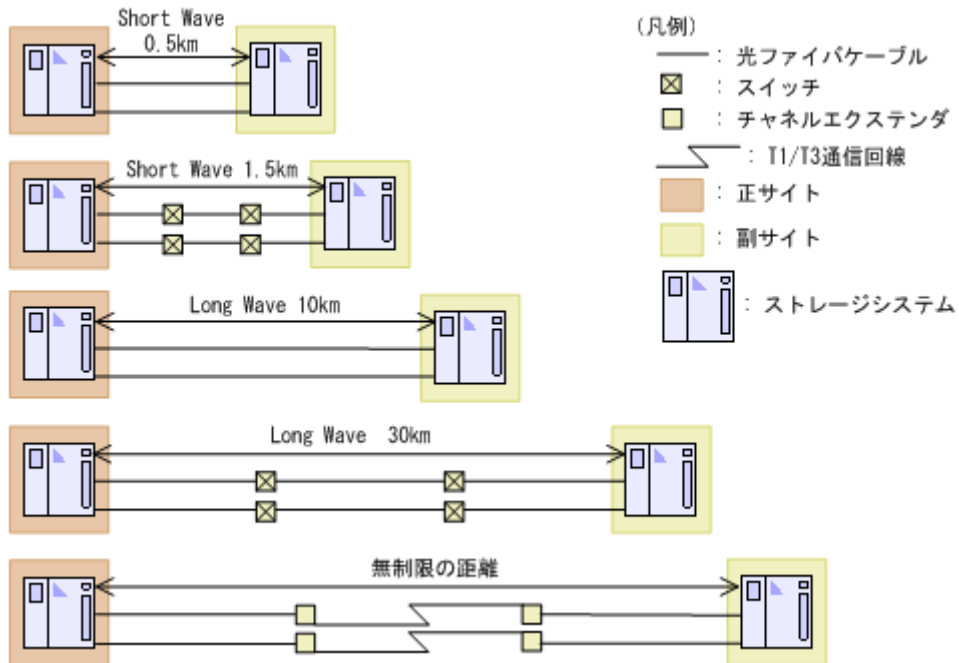 Short Wave
0.5km
Short Wave 1.5km
Long Wave 10km
Long Wave 30km
無制限の距離
(凡例)
: 光ファイバケーブル
: スイッチ
: チャネルエクステンダ
: T1/T3通信回線
: 正サイト
: 副サイト
: ストレージシステム